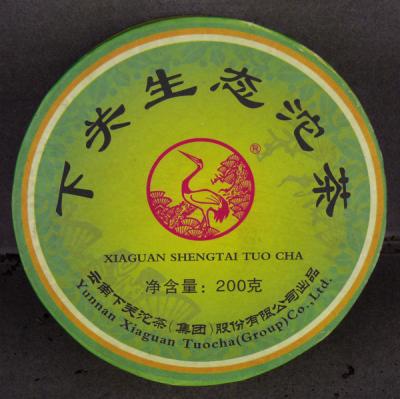 下关生态沱茶
®
XIAGUAN SHENGTAI TUO CHA
净含量：200克
云南下关沱茶(集团)股份有限公司出品
Yunnan Xiaguan Tuocha(Group)Co.,Ltd.